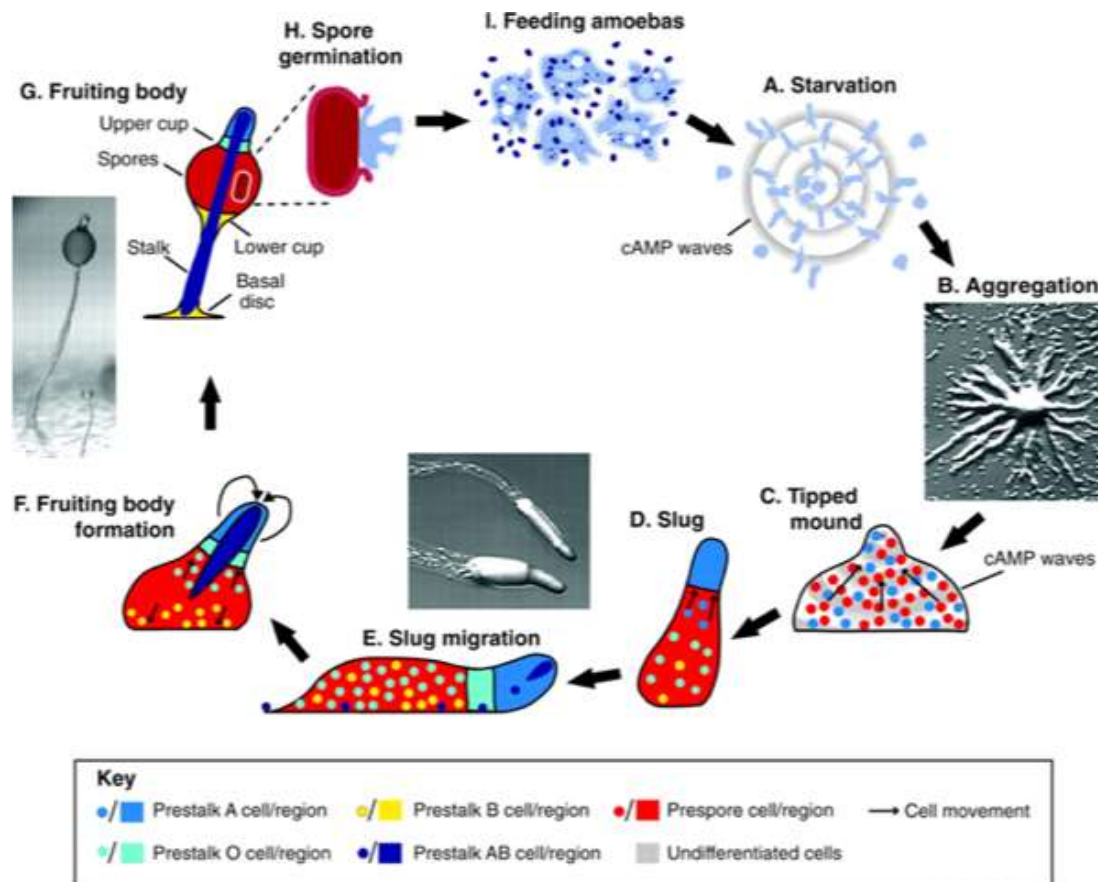 I. Feeding amoebas
H. Spore
germination
A. Starvation
G. Fruiting body
Upper cup
Spores
cAMP waves
Lower cup
Stalk
Basal
disc
B. Aggregation
C. Tipped
mound
cAMP waves
D. Slug
F. Fruiting body
formation
E. Slug migration
Key
Prestalk A cell/region
Prestalk B cell/region
Prespore cell/region
Cell movement
Prestalk O cell/region
Prestalk AB cell/region
Undifferentiated cells